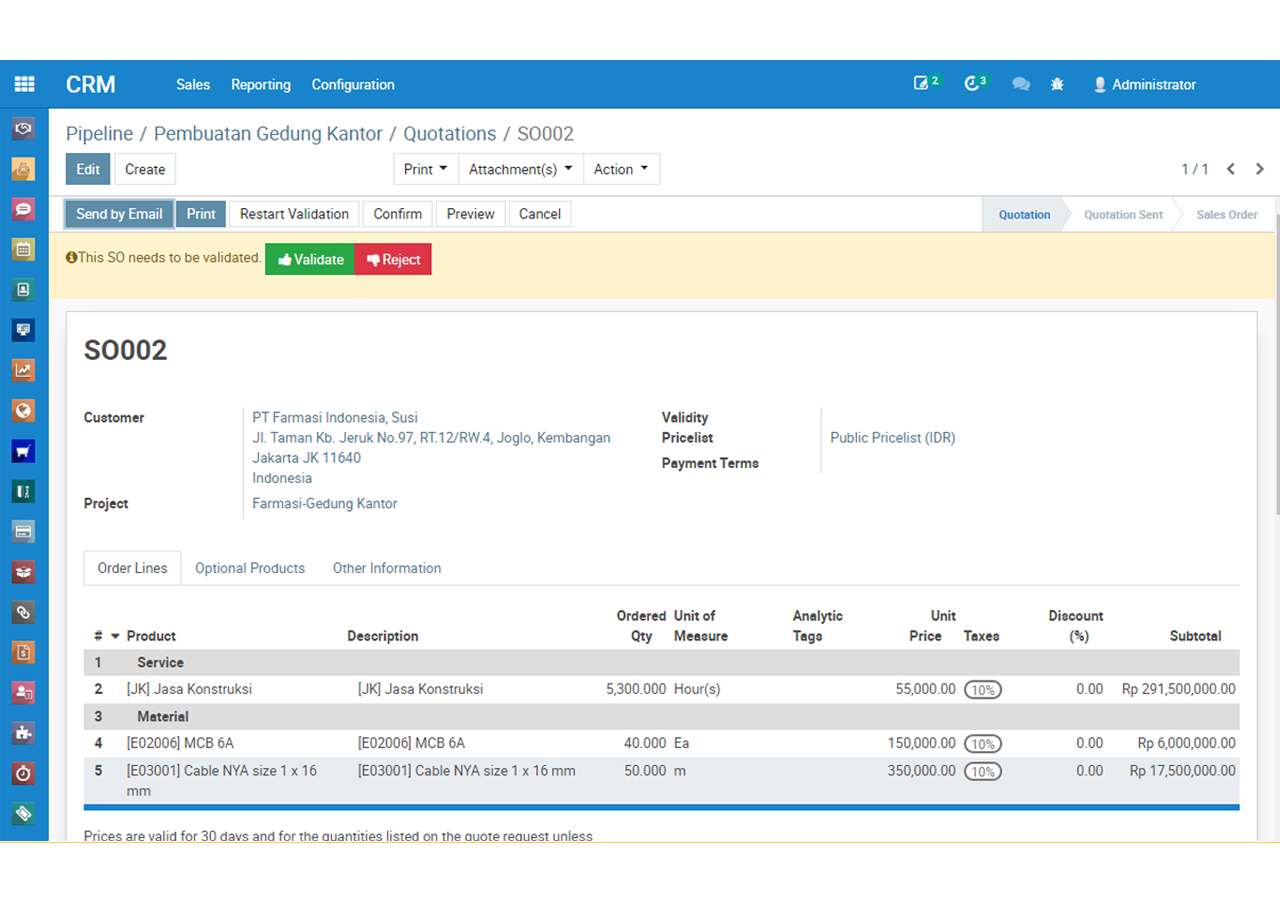 CRM Sales Reporting Configuration 2 3 Administrator
Pipeline / Pembuatan Gedung Kantor / Quotations / SO002
Edit Create Print Attachment(s) Action 1 / 1
Send by Email Print Restart Validation Confirm Preview Cancel Quotation Quotation Sent Sales Order
This SO needs to be validated. Validate Reject
SO002
Customer PT Farmasi Indonesia, Susi
Jl. Taman Kb. Jeruk No.97, RT.12/RW.4, Joglo, Kembangan
Jakarta JK 11640
Indonesia
Project Farmasi-Gedung Kantor
Validity
Pricelist Public Pricelist (IDR)
Payment Terms
Order Lines Optional Products Other Information
# Product Description Ordered Qty Unit of Measure Analytic Tags Unit Price Taxes Discount (%) Subtotal
1 Service
2 [JK] Jasa Konstruksi [JK] Jasa Konstruksi 5,300.000 Hour(s) 55,000.00 10% 0.00 Rp 291,500,000.00
3 Material
4 [E02006] MCB 6A [E02006] MCB 6A 40.000 Ea 150,000.00 10% 0.00 Rp 6,000,000.00
5 [E03001] Cable NYA size 1 x 16 mm [E03001] Cable NYA size 1 x 16 mm 50.000 m 350,000.00 10% 0.00 Rp 17,500,000.00
Prices are valid for 30 days and for the quantities listed on the quote request unless